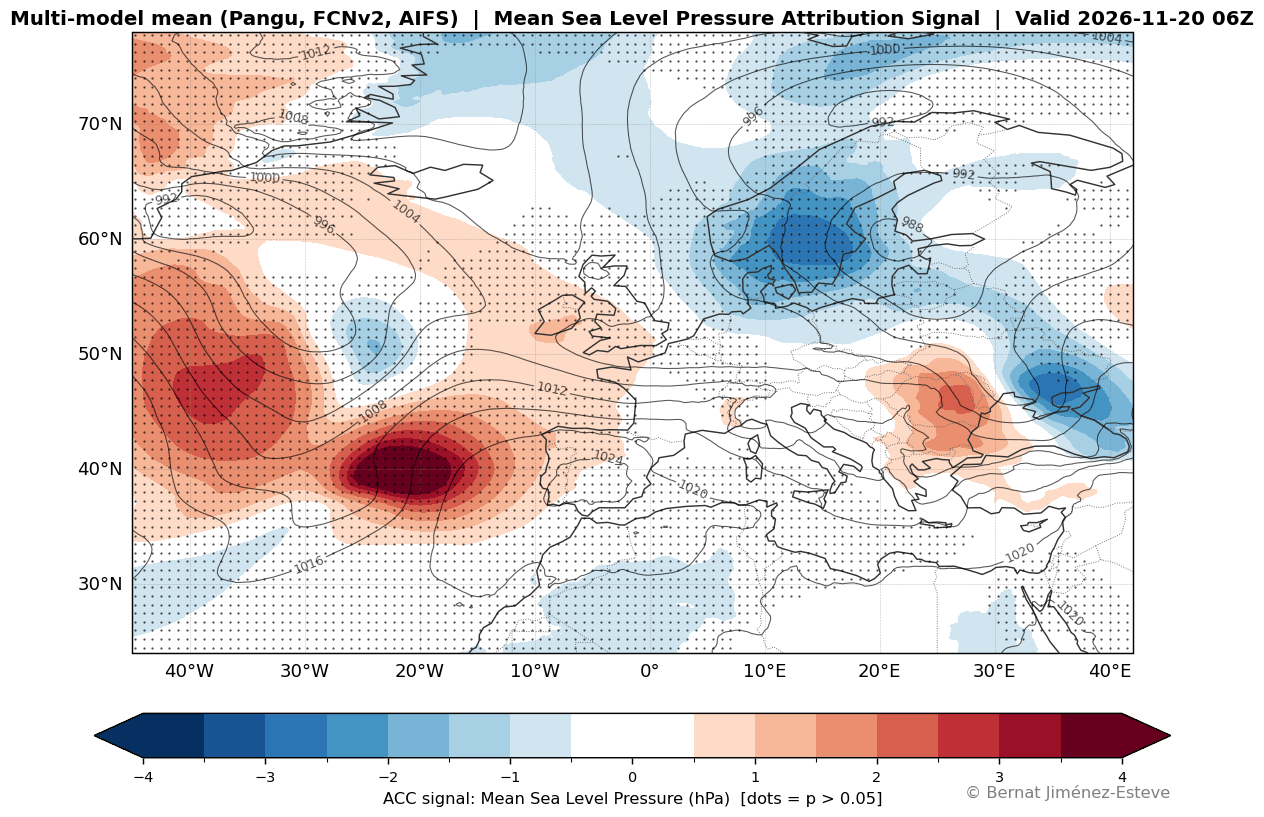 Multi-model mean (Pangu, FCNv2, AIFS)  |  Mean Sea Level Pressure Attribution Signal  |  Valid 2026-11-20 06Z
1012
1000
1004
70°N
1008
996
992
1000
992
992
1004
996
988
60°N
50°N
1012
1008
40°N
1024
1020
1016
1020
30°N
1020
40°W
30°W
20°W
10°W
0°
10°E
20°E
30°E
40°E
−4
−3
−2
−1
0
1
2
3
4
ACC signal: Mean Sea Level Pressure (hPa)  [dots = p > 0.05]
© Bernat Jiménez-Esteve